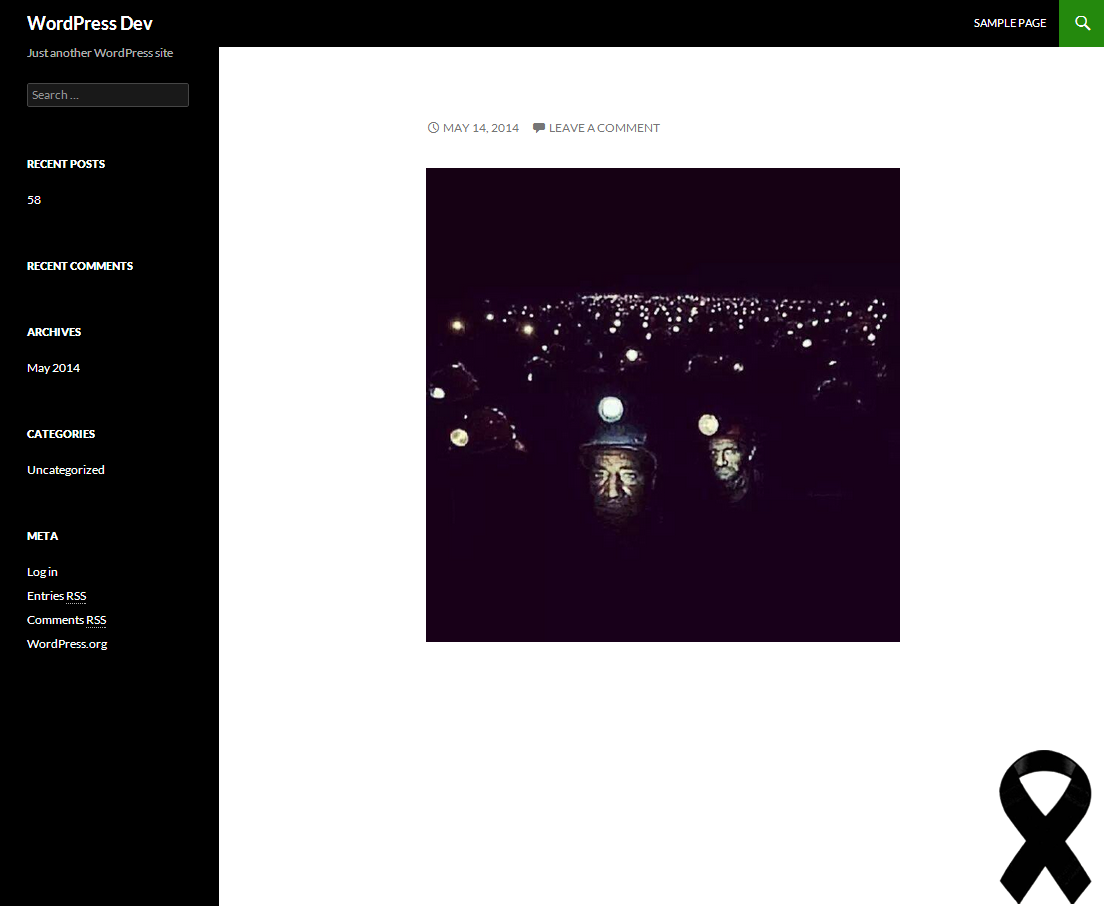 WordPress Dev
SAMPLE PAGE
Just another WordPress site
Search ...
MAY 14, 2014 LEAVE A COMMENT
RECENT POSTS
58
RECENT COMMENTS
ARCHIVES
May 2014
CATEGORIES
Uncategorized
META
Log in
Entries RSS
Comments RSS
WordPress.org